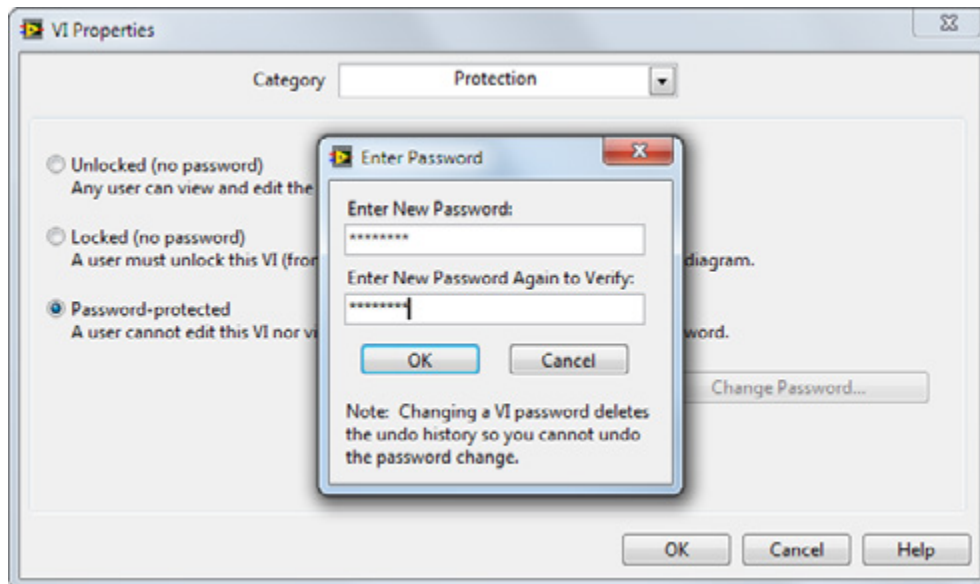 VI Properties
Category Protection
Unlocked (no password)
Any user can view and edit the
Locked (no password)
A user must unlock this VI diagram.
Password-protected
A user cannot edit this VI nor word.
Change Password...
Enter Password
Enter New Password:
********
Enter New Password Again to Verify:
********
OK Cancel
Note: Changing a VI password deletes
the undo history so you cannot undo
the password change.
OK Cancel Help